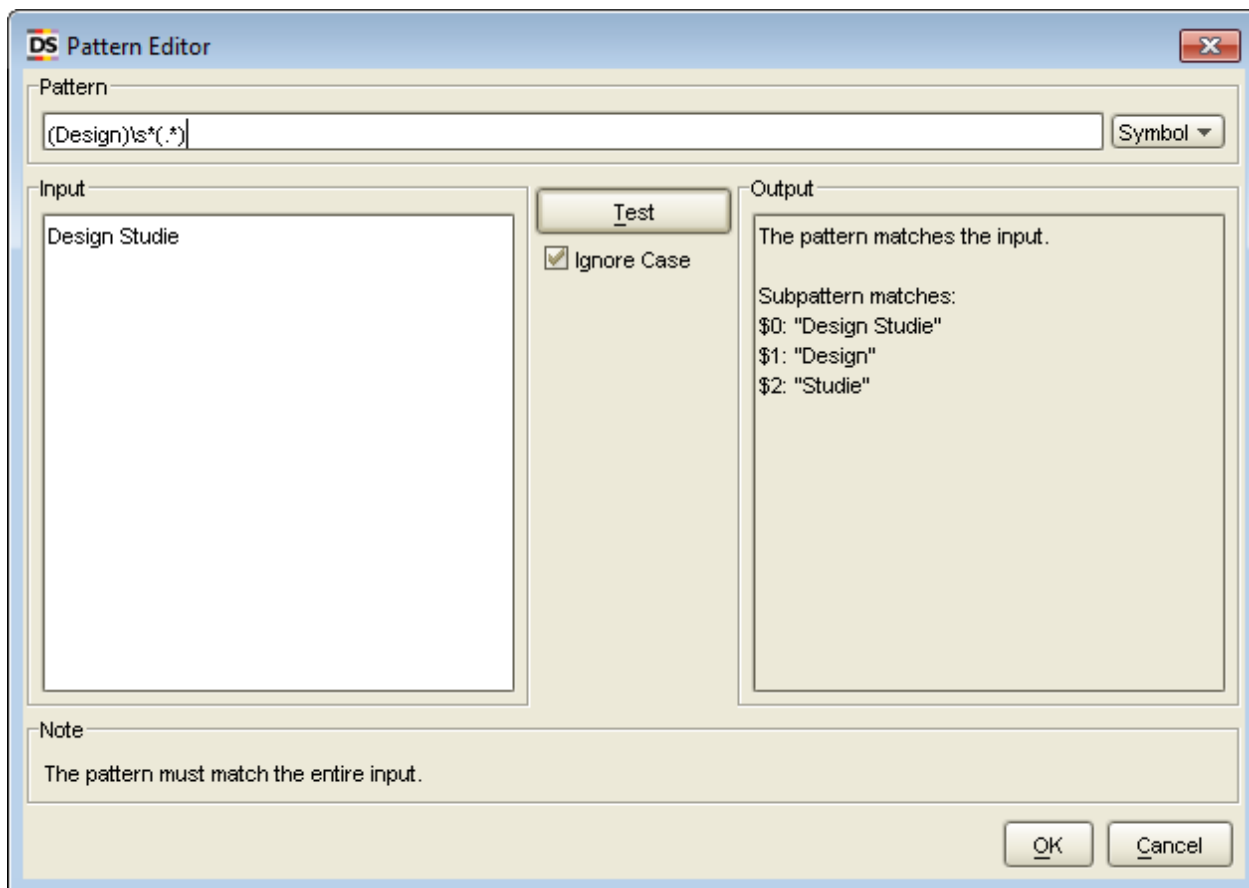 DS Pattern Editor
Pattern
(Design)\s*(.*)
Symbol
Input
Design Studie
Test
Ignore Case
Output
The pattern matches the input.
Subpattern matches:
$0: "Design Studie"
$1: "Design"
$2: "Studie"
Note
The pattern must match the entire input.
OK
Cancel